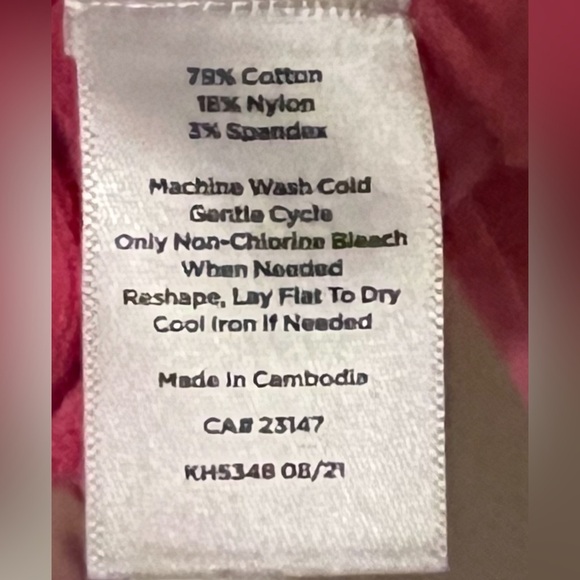 79% Cotton
18% Nylon
3% Spandex
Machine Wash Cold
Gentle Cycle
Only Non-Chlorine Bleach
When Needed
Reshape, Lay Flat To Dry
Cool Iron If Needed
Made In Cambodia
CA# 23147
KH5348 08/21